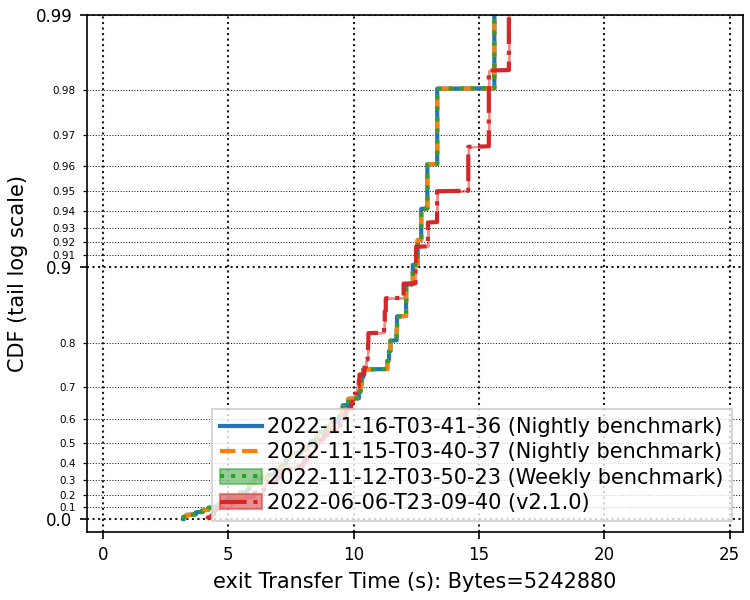 0.99
0.98
0.97
0.96
0.95
0.94
0.93
0.92
0.91
0.9
0.8
0.7
0.6
0.5
0.4
0.3
0.2
0.1
0.0
CDF (tail log scale)
2022-11-16-T03-41-36 (Nightly benchmark)
2022-11-15-T03-40-37 (Nightly benchmark)
2022-11-12-T03-50-23 (Weekly benchmark)
2022-06-06-T23-09-40 (v2.1.0)
0 5 10 15 20 25
exit Transfer Time (s): Bytes=5242880